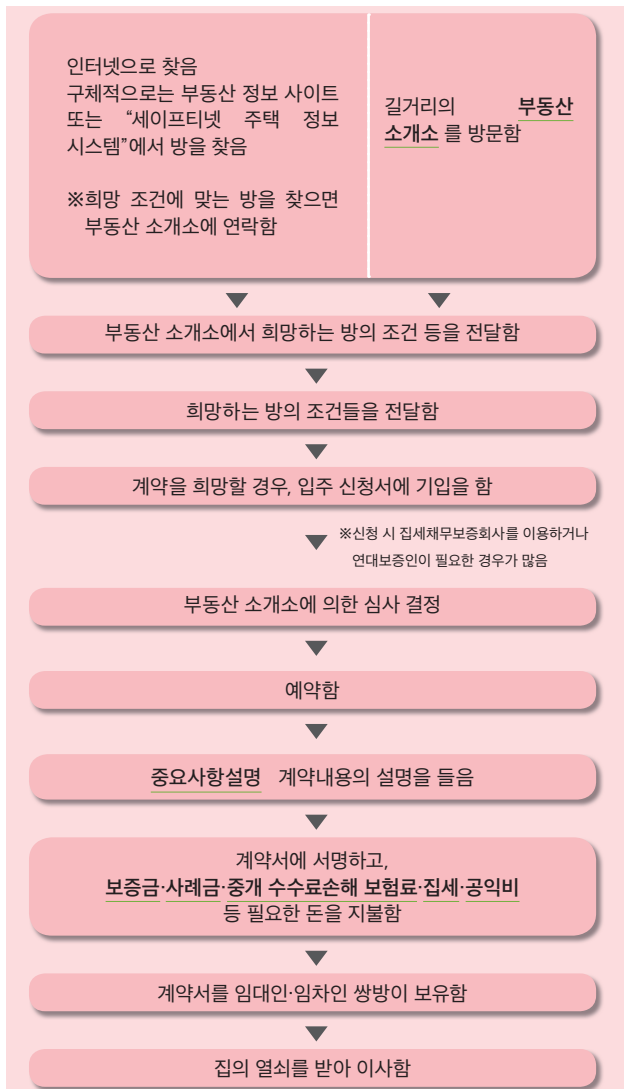 인터넷으로 찾음
구체적으로는 부동산 정보 사이트
또는 “세이프티넷 주택 정보
시스템”에서 방을 찾음
※희망 조건에 맞는 방을 찾으면
부동산 소개소에 연락함
길거리의 부동산
소개소 를 방문함
부동산 소개소에서 희망하는 방의 조건 등을 전달함
희망하는 방의 조건들을 전달함
계약을 희망할 경우, 입주 신청서에 기입을 함
※신청 시 집세채무보증회사를 이용하거나
연대보증인이 필요한 경우가 많음
부동산 소개소에 의한 심사 결정
예약함
중요사항설명 계약내용의 설명을 들음
계약서에 서명하고,
보증금·사례금·중개 수수료손해 보험료·집세·공익비
등 필요한 돈을 지불함
계약서를 임대인·임차인 쌍방이 보유함
집의 열쇠를 받아 이사함